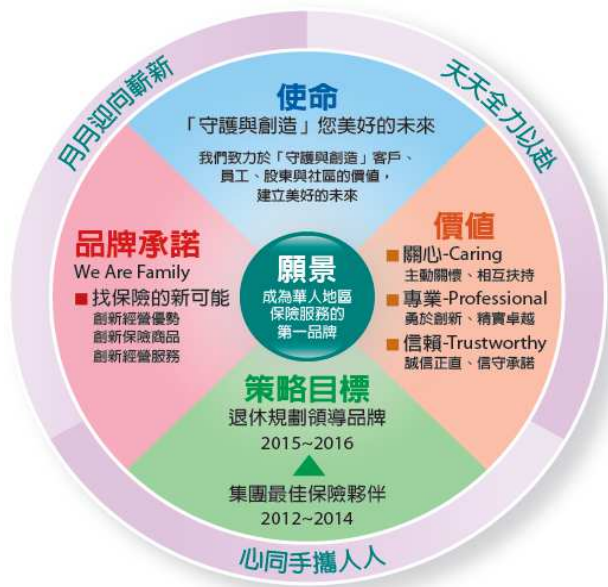 月月迎向嶄新
天天全力以赴
使命
「守護與創造」您美好的未來
我們致力於「守護與創造」客戶、
員工、股東與社區的價值，
建立美好的未來
品牌承諾
We Are Family
■ 找保險的新可能
創新經營優勢
創新保險商品
創新經營服務
願景
成為華人地區
保險服務的
第一品牌
價值
■ 關心-Caring
主動關懷、相互扶持
■ 專業-Professional
勇於創新、精實卓越
■ 信賴-Trustworthy
誠信正直、信守承諾
策略目標
退休規劃領導品牌
2015~2016
集團最佳保險夥伴
2012~2014
心同手攜人人